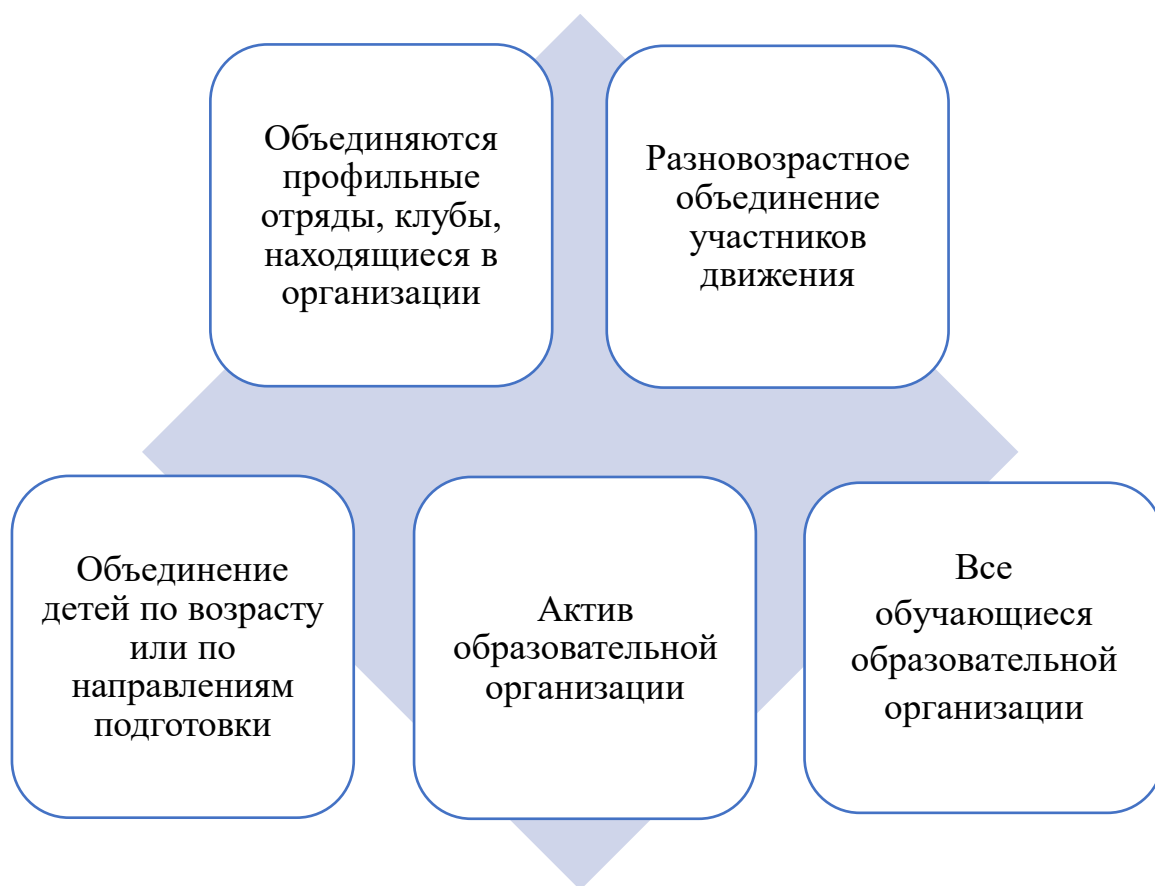 Объединяются
профильные
отряды, клубы,
находящиеся в
организации
Разновозрастное
объединение
участников
движения
Объединение
детей по возрасту
или по
направлениям
подготовки
Актив
образовательной
организации
Все
обучающиеся
образовательной
организации